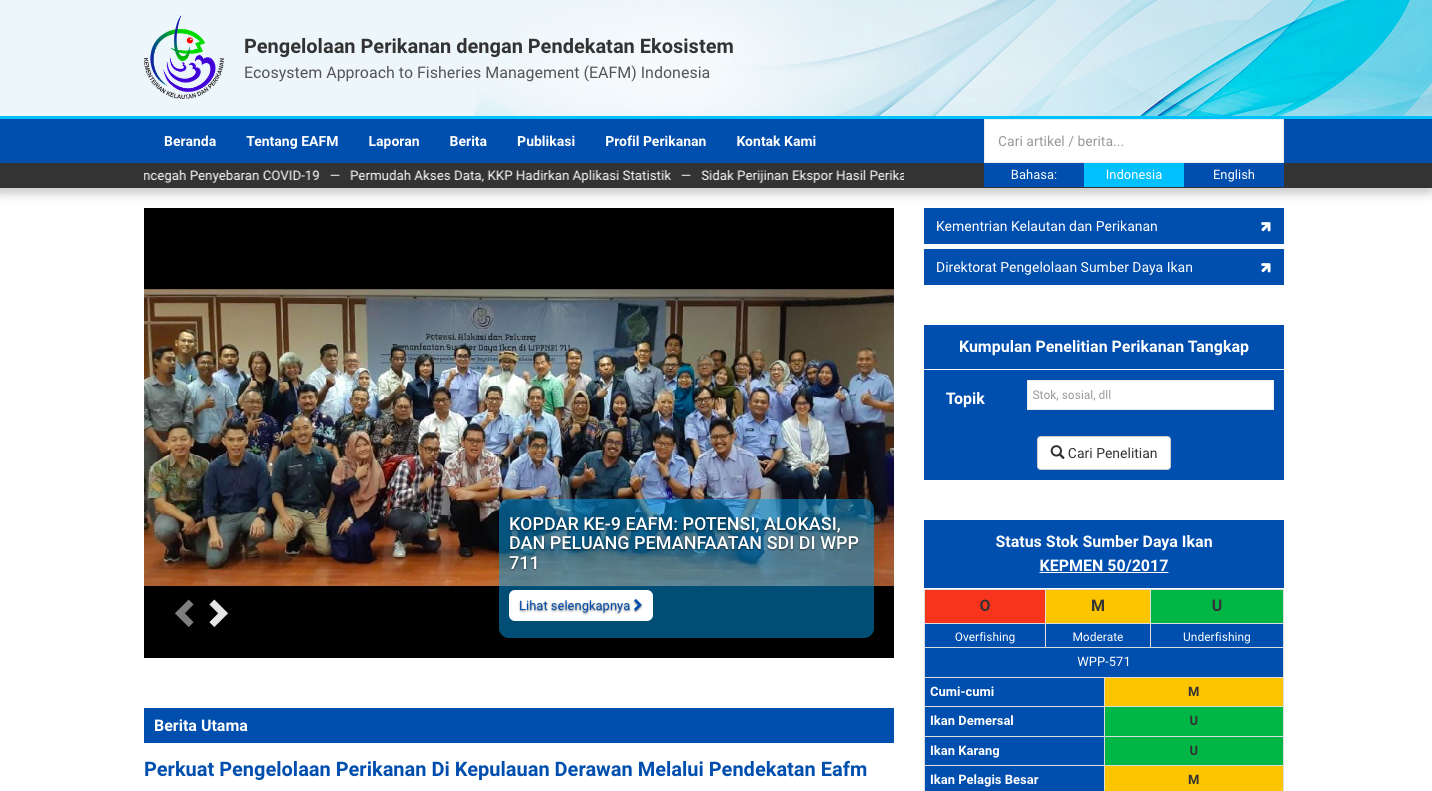 KEMENTERIAN KELAUTAN DAN PERIKANAN
Pengelolaan Perikanan dengan Pendekatan Ekosistem
Ecosystem Approach to Fisheries Management (EAFM) Indonesia
Beranda Tentang EAFM Laporan Berita Publikasi Profil Perikanan Kontak Kami
Cari artikel / berita...
ncegah Penyebaran COVID-19 — Permudah Akses Data, KKP Hadirkan Aplikasi Statistik — Sidak Perijinan Ekspor Hasil Perika
Bahasa: Indonesia English
Potensi, Alokasi dan Peluang
Pemanfaatan Sumber Daya Ikan di WPPNRI 711
KOPDAR KE-9 EAFM: POTENSI, ALOKASI,
DAN PELUANG PEMANFAATAN SDI DI WPP
711
Lihat selengkapnya
Berita Utama
Perkuat Pengelolaan Perikanan Di Kepulauan Derawan Melalui Pendekatan Eafm
Kementrian Kelautan dan Perikanan
Direktorat Pengelolaan Sumber Daya Ikan
Kumpulan Penelitian Perikanan Tangkap
Topik Stok, sosial, dll
Cari Penelitian
Status Stok Sumber Daya Ikan
KEPMEN 50/2017
O M U
Overfishing Moderate Underfishing
WPP-571
Cumi-cumi M
Ikan Demersal U
Ikan Karang U
Ikan Pelagis Besar M